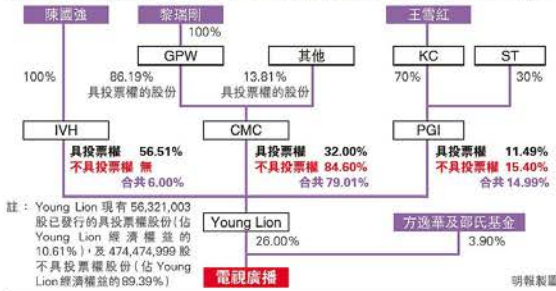 陳國強
黎瑞剛
王雪紅
100%
GPW
其他
KC
ST
100%
86.19%
具投票權的股份
13.81%
具投票權的股份
70%
30%
IVH
CMC
PGI
具投票權 56.51%
不具投票權 無
合共6.00%
具投票權 32.00%
不具投票權 84.60%
合共79.01%
具投票權 11.49%
不具投票權 15.40%
合共14.99%
註：Young Lion 現有 56,321,003
股已發行的具投票權股份(佔
Young Lion 經濟權益的
10.61%)，及 474,474,999 股
不具投票權股份(佔 Young
Lion經濟權益的89.39%)
Young Lion
方逸華及邵氏基金
26.00%
3.90%
電視廣播
明報製圖